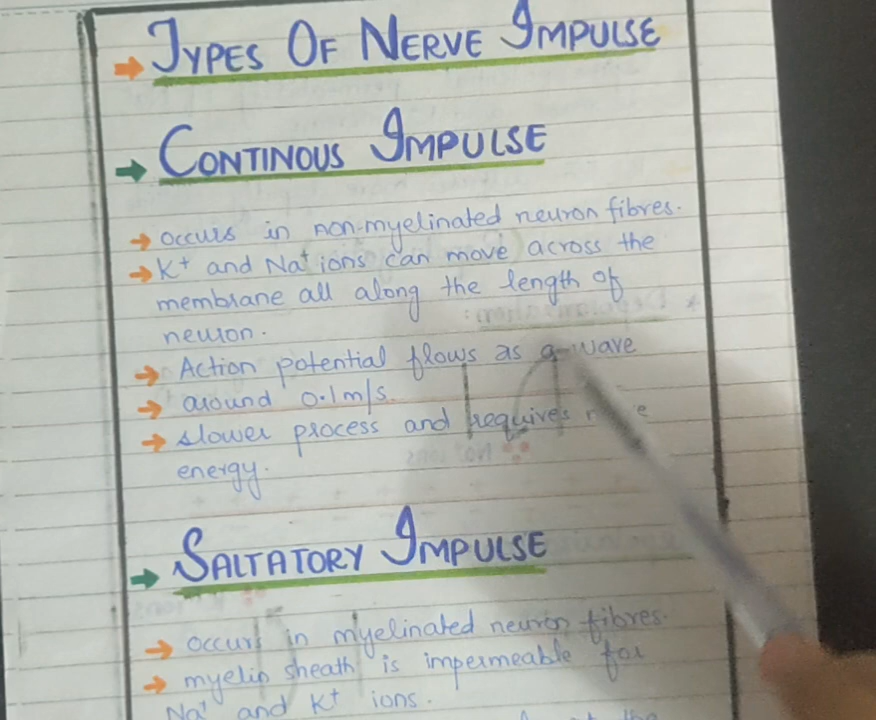 TYPES OF NERVE IMPULSE
CONTINOUS IMPULSE
occurs in non-myelinated neuron fibres.
K+ and Na+ ions can move across the
membrane all along the length of
neuron.
Action potential flows as a wave
around 0.1m/s.
slower process and requires
energy.
SALTATORY IMPULSE
occurs in myelinated neuron fibres.
myelin sheath is impermeable for
Na+ and K+ ions.